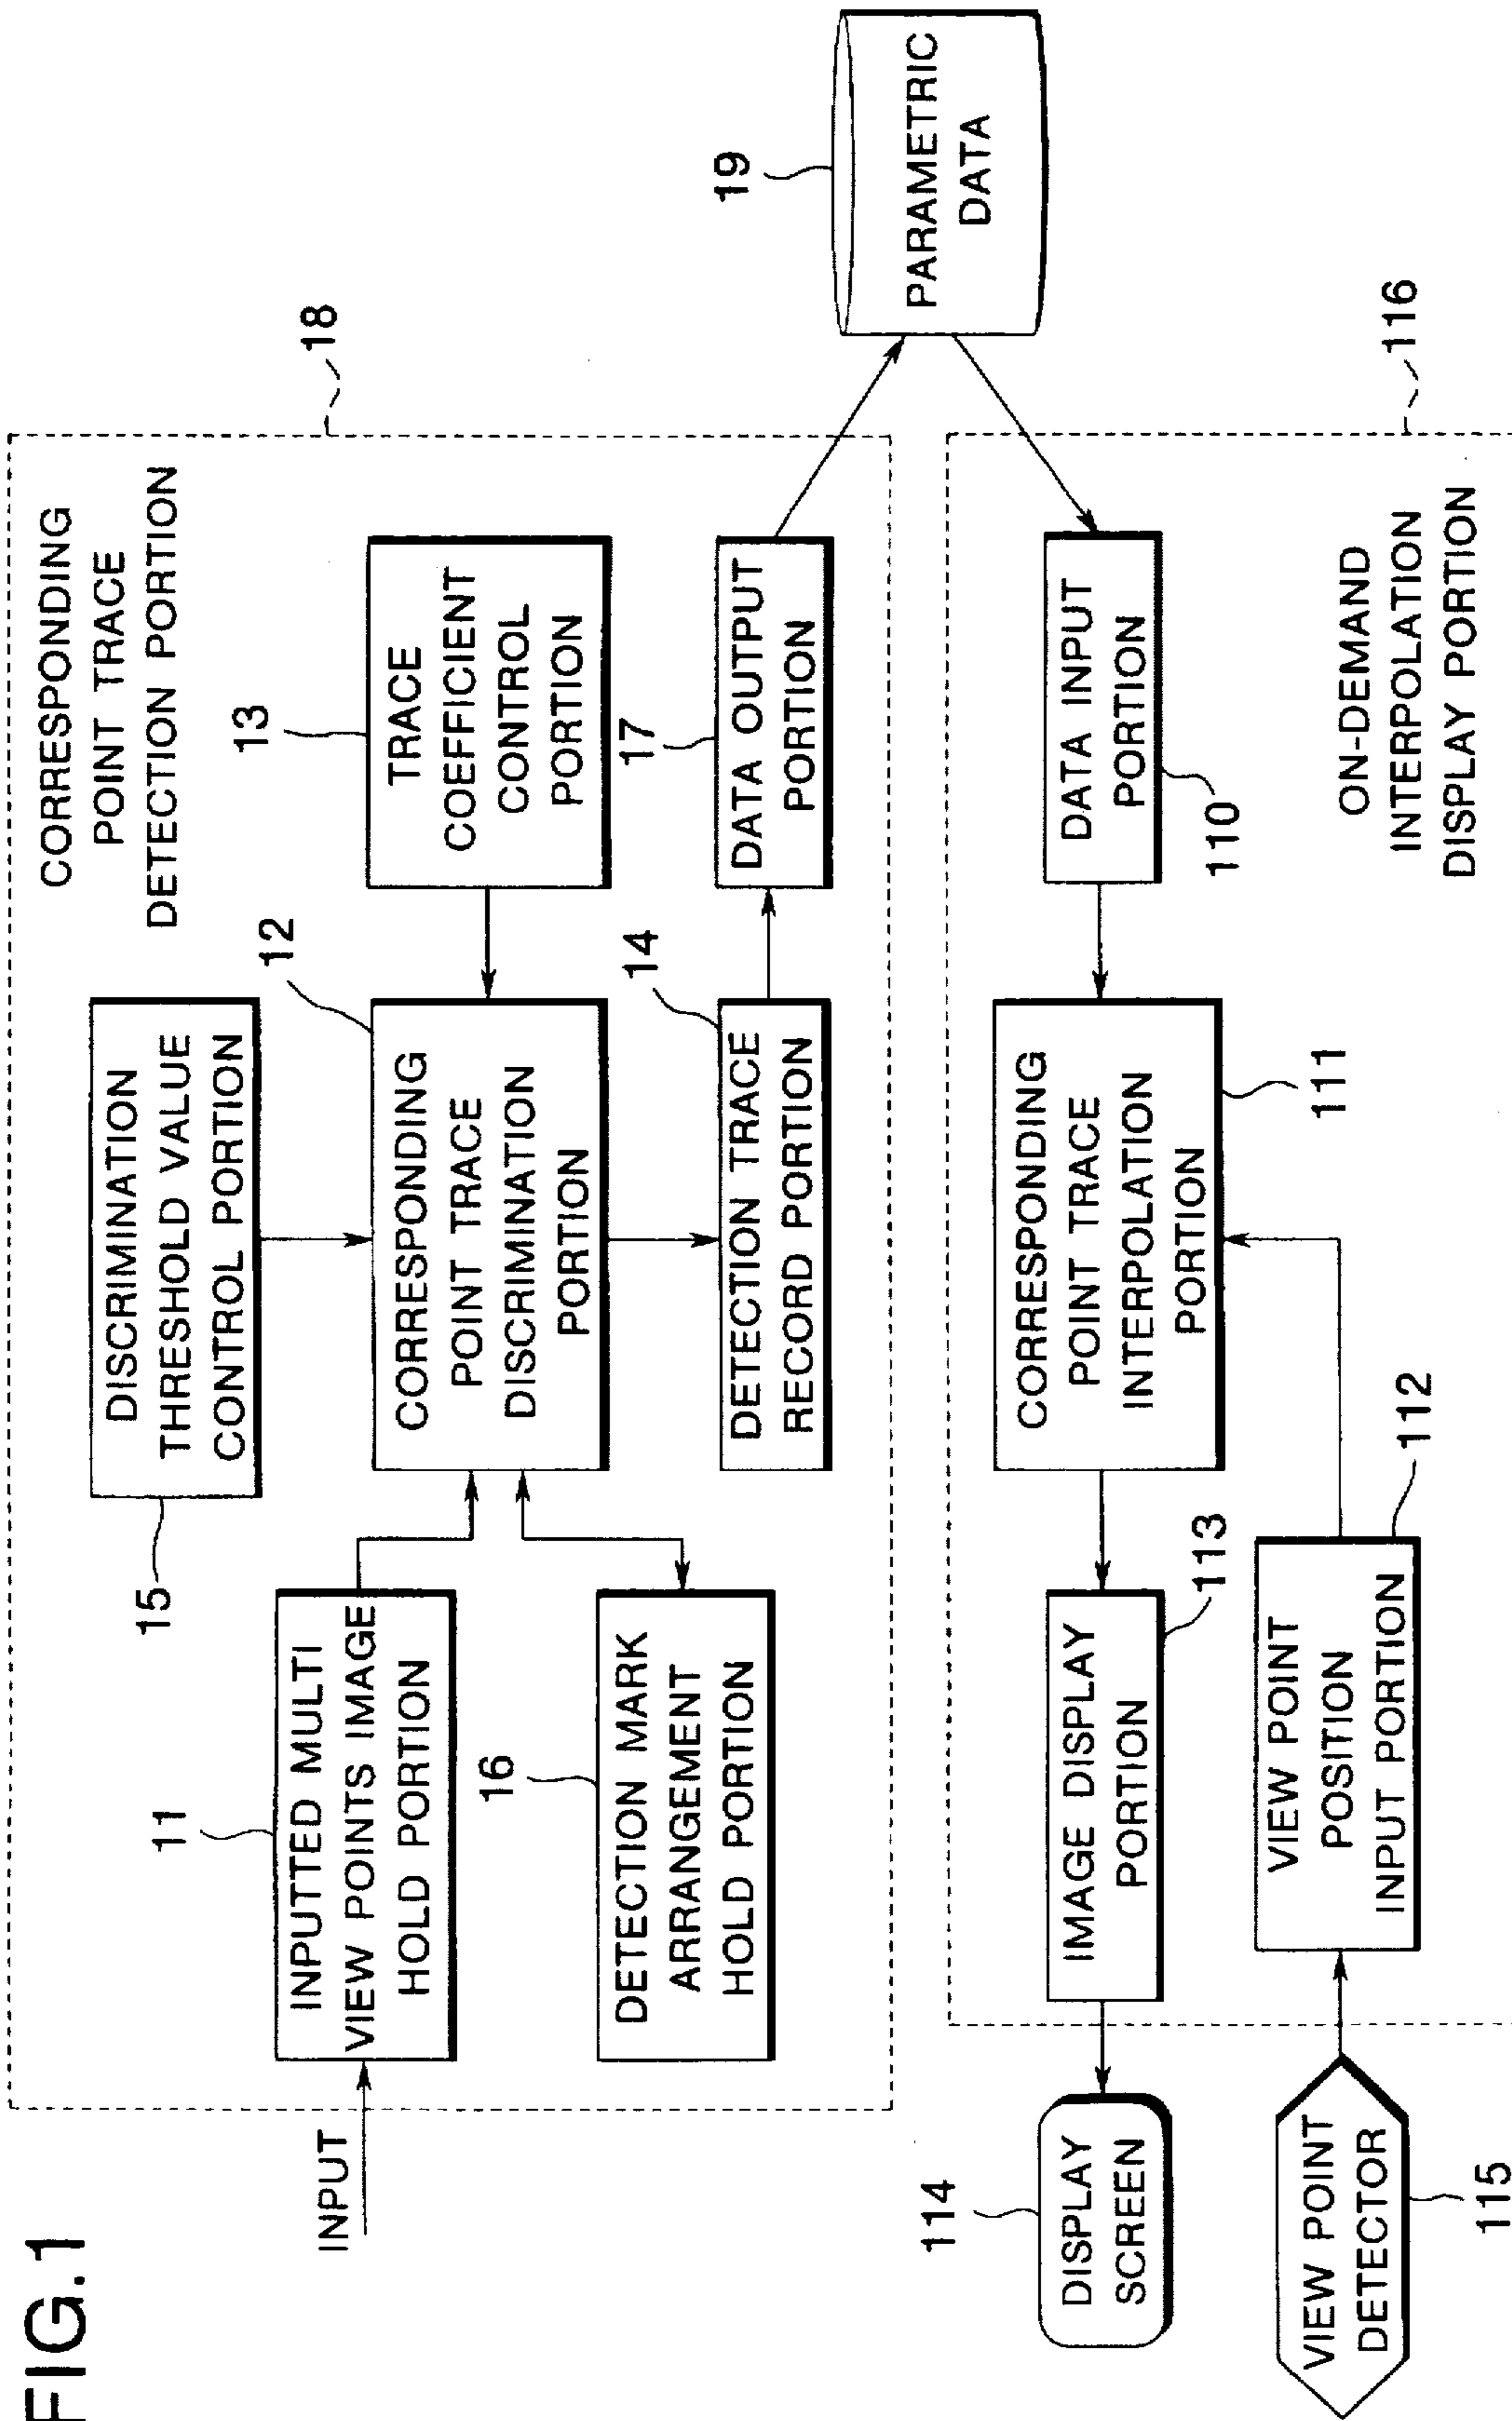 FIG.1
CORRESPONDING
POINT TRACE
DETECTION PORTION
18
15
DISCRIMINATION
THRESHOLD VALUE
CONTROL PORTION
INPUT
11
INPUTTED MULTI
VIEW POINTS IMAGE
HOLD PORTION
12
CORRESPONDING
POINT TRACE
DISCRIMINATION
PORTION
13
TRACE
COEFFICIENT
CONTROL
PORTION
16
DETECTION MARK
ARRANGEMENT
HOLD PORTION
14
DETECTION TRACE
RECORD PORTION
17
DATA OUTPUT
PORTION
19
PARAMETRIC
DATA
114
DISPLAY
SCREEN
IMAGE DISPLAY
PORTION
113
CORRESPONDING
POINT TRACE
INTERPOLATION
PORTION
111
DATA INPUT
PORTION
110
116
VIEW POINT
DETECTOR
115
VIEW POINT
POSITION
INPUT PORTION
112
ON-DEMAND
INTERPOLATION
DISPLAY PORTION